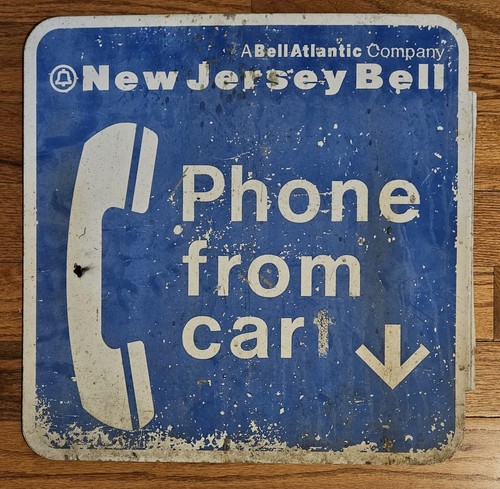 A Bell Atlantic Company
New Jersey Bell
Phone
from
car